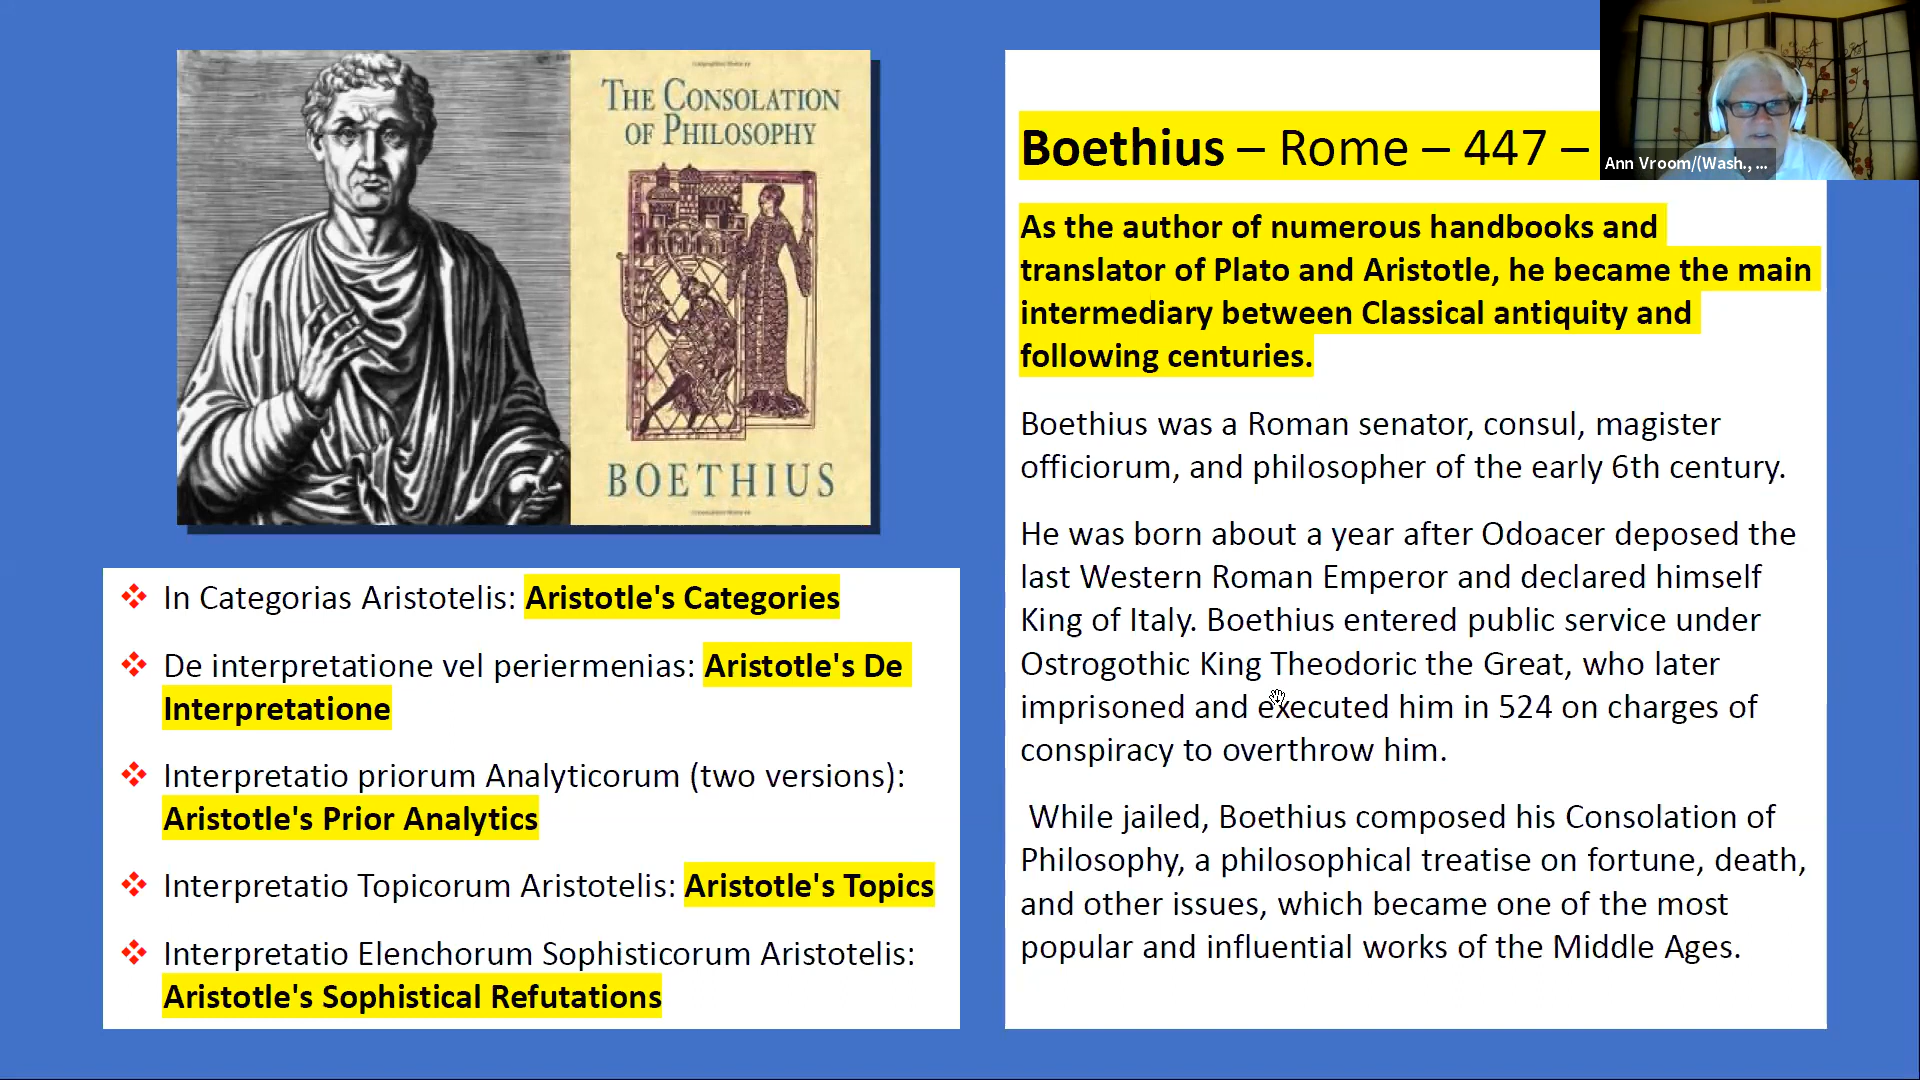 THE CONSOLATION
OF PHILOSOPHY
BOETHIUS
❖ In Categorias Aristotelis: Aristotle's Categories
❖ De interpretatione vel periermenias: Aristotle's De
Interpretatione
❖ Interpretatio priorum Analyticorum (two versions):
Aristotle's Prior Analytics
❖ Interpretatio Topicorum Aristotelis: Aristotle's Topics
❖ Interpretatio Elenchorum Sophisticorum Aristotelis:
Aristotle's Sophistical Refutations
Boethius – Rome – 447 –
As the author of numerous handbooks and
translator of Plato and Aristotle, he became the main
intermediary between Classical antiquity and
following centuries.
Boethius was a Roman senator, consul, magister
officiorum, and philosopher of the early 6th century.
He was born about a year after Odoacer deposed the
last Western Roman Emperor and declared himself
King of Italy. Boethius entered public service under
Ostrogothic King Theodoric the Great, who later
imprisoned and executed him in 524 on charges of
conspiracy to overthrow him.
While jailed, Boethius composed his Consolation of
Philosophy, a philosophical treatise on fortune, death,
and other issues, which became one of the most
popular and influential works of the Middle Ages.
Ann Vroom/(Wash., ...